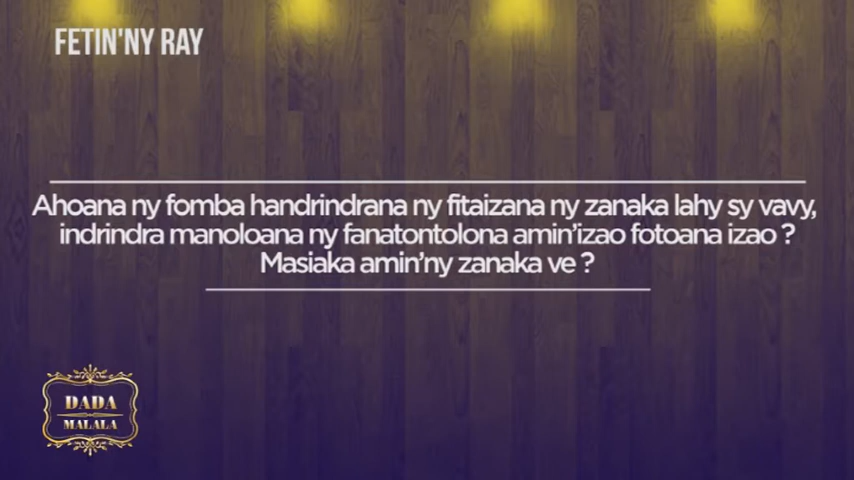 FETIN'NY RAY
Ahoana ny fomba handrindrana ny fitaizana ny zanaka lahy sy vavy,
indrindra manoloana ny fanatontolona amin'izao fotoana izao ?
Masiaka amin'ny zanaka ve ?
DADA
MALALA